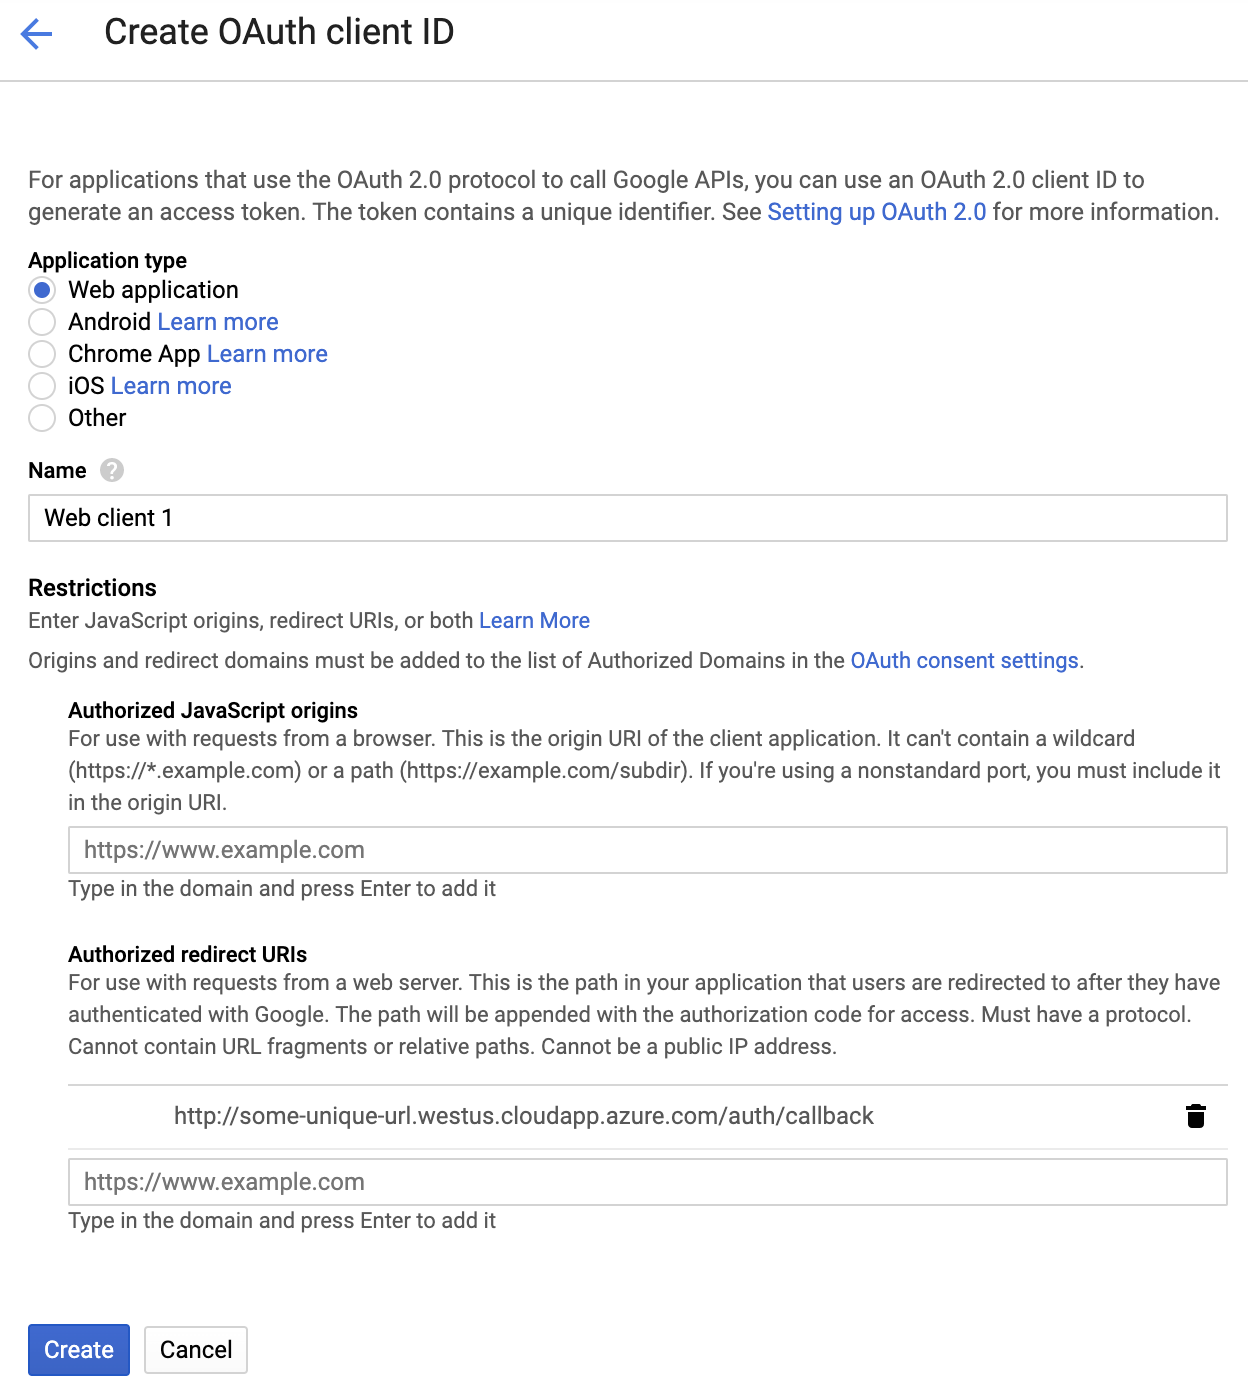 Create OAuth client ID
For applications that use the OAuth 2.0 protocol to call Google APIs, you can use an OAuth 2.0 client ID to
generate an access token. The token contains a unique identifier. See Setting up OAuth 2.0 for more information.
Application type
Web application
Android Learn more
Chrome App Learn more
iOS Learn more
Other
Name ?
Web client 1
Restrictions
Enter JavaScript origins, redirect URIs, or both Learn More
Origins and redirect domains must be added to the list of Authorized Domains in the OAuth consent settings.
Authorized JavaScript origins
For use with requests from a browser. This is the origin URI of the client application. It can't contain a wildcard
(https://*.example.com) or a path (https://example.com/subdir). If you're using a nonstandard port, you must include it
in the origin URI.
https://www.example.com
Type in the domain and press Enter to add it
Authorized redirect URIs
For use with requests from a web server. This is the path in your application that users are redirected to after they have
authenticated with Google. The path will be appended with the authorization code for access. Must have a protocol.
Cannot contain URL fragments or relative paths. Cannot be a public IP address.
http://some-unique-url.westus.cloudapp.azure.com/auth/callback
https://www.example.com
Type in the domain and press Enter to add it
Create Cancel